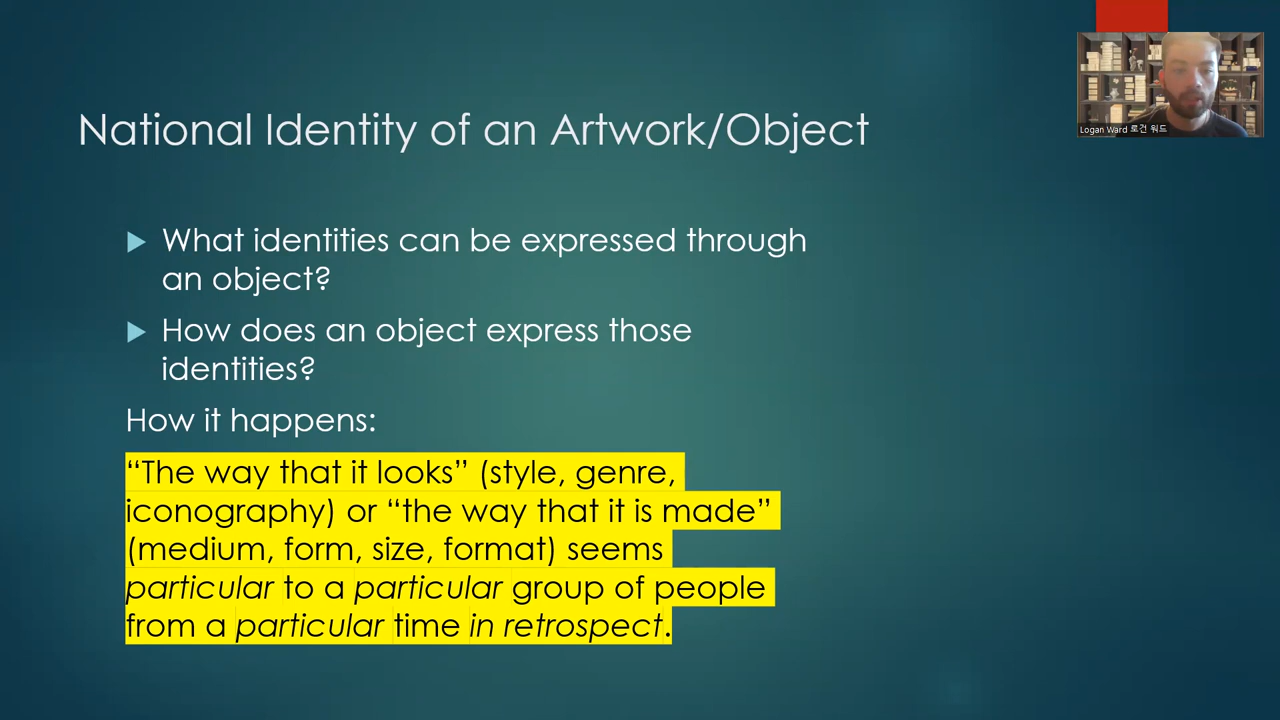 National Identity of an Artwork/Object
Logan Ward 로건 워드
What identities can be expressed through
an object?
How does an object express those
identities?
How it happens:
“The way that it looks” (style, genre,
iconography) or “the way that it is made”
(medium, form, size, format) seems
particular to a particular group of people
from a particular time in retrospect.